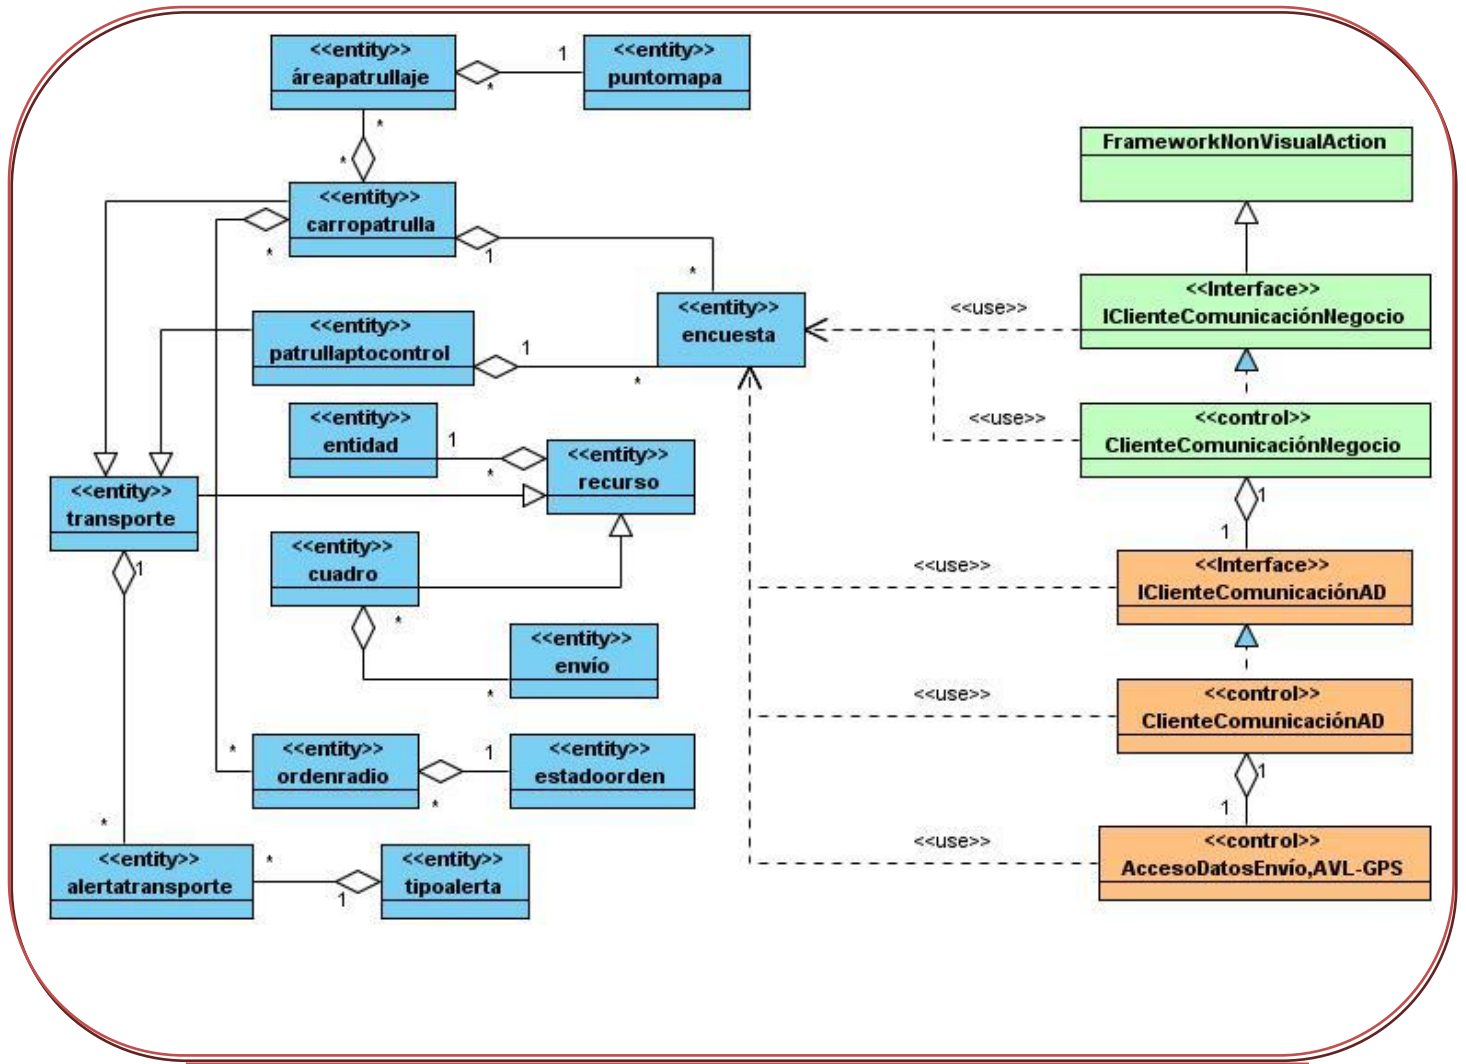 <<entity>>
áreapatrullaje
*
1
<<entity>>
puntomapa
*
*
<<entity>>
carropatrulla
*
1
*
<<entity>>
encuesta
<<entity>>
patrullaptocontrol
1
*
<<entity>>
entidad
1
*
<<entity>>
recurso
<<entity>>
transporte
1
*
<<entity>>
cuadro
*
*
<<entity>>
envío
*
<<entity>>
ordenradio
*
1
<<entity>>
estadoorden
<<entity>>
alertatransporte
*
1
<<entity>>
tipoalerta
FrameworkNonVisualAction
<<Interface>>
IClienteComunicaciónNegocio
<<use>>
<<control>>
ClienteComunicaciónNegocio
<<use>>
1
1
<<Interface>>
IClienteComunicaciónAD
<<use>>
<<control>>
ClienteComunicaciónAD
<<use>>
1
1
<<control>>
AccesoDatosEnvío,AVL-GPS
<<use>>